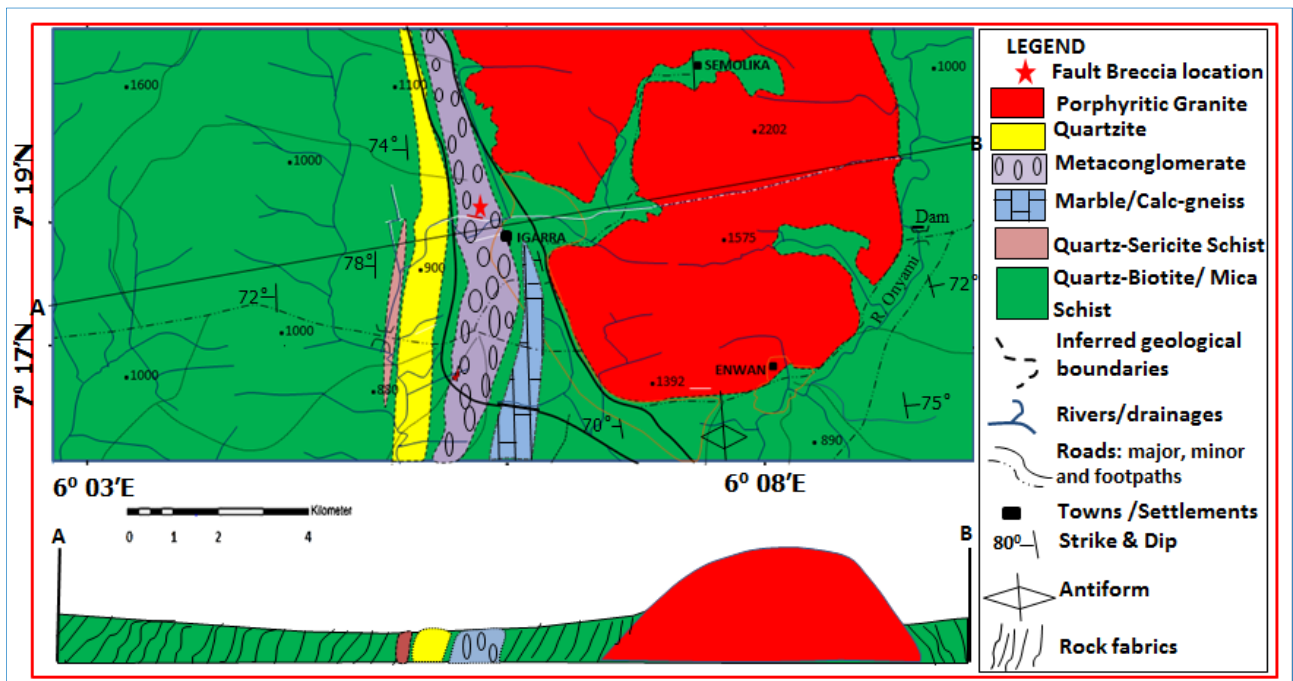 1600
1100
SEMOLIKA
1000
74°
2202
B
1000
7⁰ 19′N
IGARRA
1575
Dam
78°
900
R. Onyami
72°
72°
A
1000
7⁰ 17′N
1000
880
ENWAN
1392
75°
70°
890
6⁰ 03′E
6⁰ 08′E
Kilometer
0 1 2 4
A
B
LEGEND
Fault Breccia location
Porphyritic Granite
Quartzite
Metaconglomerate
Marble/Calc-gneiss
Quartz-Sericite Schist
Quartz-Biotite/ Mica
Schist
Inferred geological
boundaries
Rivers/drainages
Roads: major, minor
and footpaths
Towns /Settlements
80⁰ Strike & Dip
Antiform
Rock fabrics